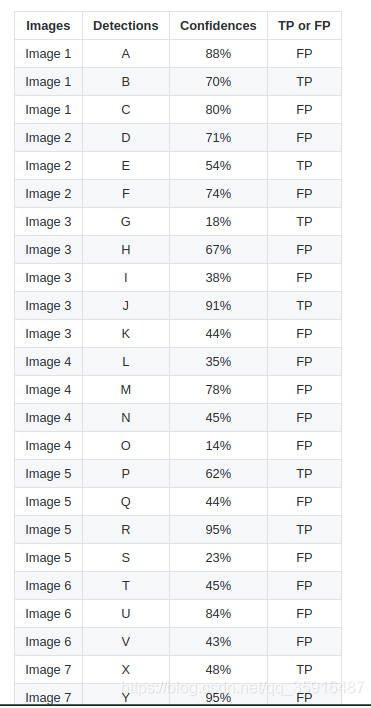 Images Detections Confidences TP or FP
Image 1 A 88% FP
Image 1 B 70% TP
Image 1 C 80% FP
Image 2 D 71% FP
Image 2 E 54% TP
Image 2 F 74% FP
Image 3 G 18% TP
Image 3 H 67% FP
Image 3 I 38% FP
Image 3 J 91% TP
Image 3 K 44% FP
Image 4 L 35% FP
Image 4 M 78% FP
Image 4 N 45% FP
Image 4 O 14% FP
Image 5 P 62% TP
Image 5 Q 44% FP
Image 5 R 95% TP
Image 5 S 23% FP
Image 6 T 45% FP
Image 6 U 84% FP
Image 6 V 43% FP
Image 7 X 48% TP
Image 7 Y 95% FP
https://blog.csdn.net/qq_35916487